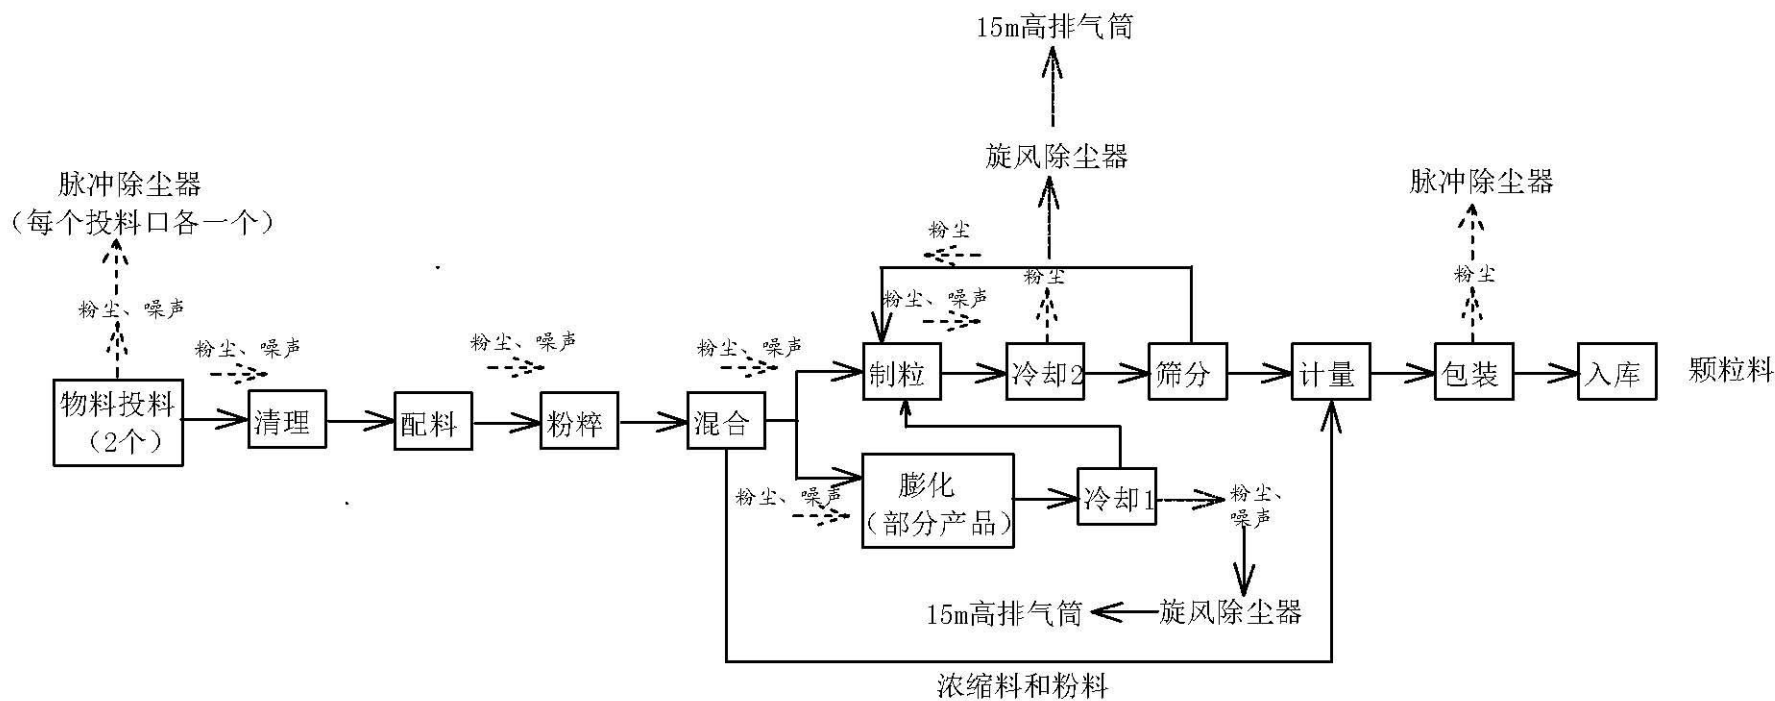 15m高排气筒
旋风除尘器
脉冲除尘器
（每个投料口各一个）
脉冲除尘器
粉尘
粉尘
粉尘
粉尘、噪声
粉尘、噪声
粉尘、噪声
粉尘、噪声
粉尘、噪声
物料投料
（2个）
清理
配料
粉粹
混合
制粒
冷却2
筛分
计量
包装
入库
颗粒料
粉尘、噪声
膨化
（部分产品）
冷却1
粉尘、
噪声
15m高排气筒
旋风除尘器
浓缩料和粉料